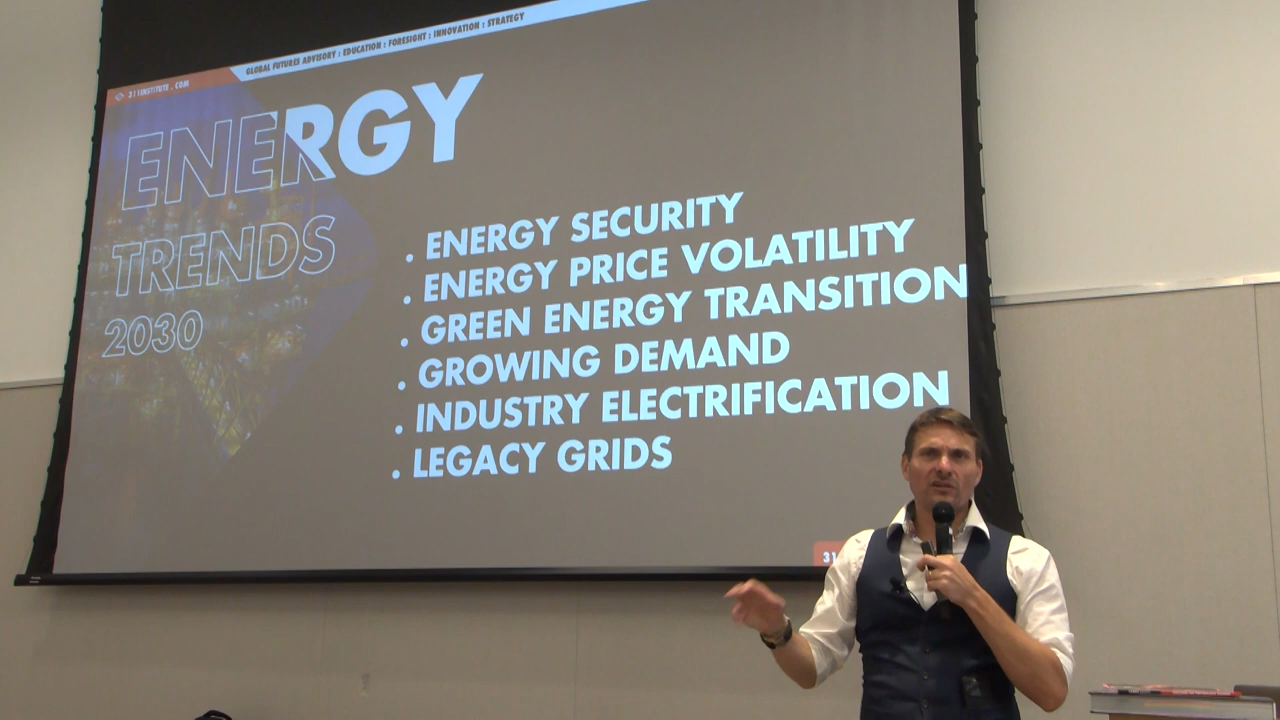 GLOBAL FUTURES ADVISORY : EDUCATION : FORESIGHT : INNOVATION : STRATEGY
311INSTITUTE . COM
ENERGY
TRENDS
2030
. ENERGY SECURITY
. ENERGY PRICE VOLATILITY
. GREEN ENERGY TRANSITION
. GROWING DEMAND
. INDUSTRY ELECTRIFICATION
. LEGACY GRIDS
31